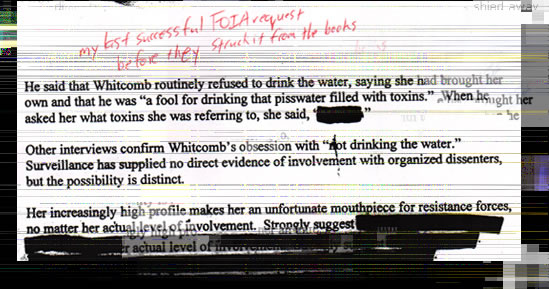 my last successful FOIA request
before they struck it from the books
He said that Whitcomb routinely refused to drink the water, saying she had brought her
own and that he was “a fool for drinking that pisswater filled with toxins.” When he
asked her what toxins she was referring to, she said, “ ”
Other interviews confirm Whitcomb's obsession with “not drinking the water.”
Surveillance has supplied no direct evidence of involvement with organized dissenters,
but the possibility is distinct.
Her increasingly high profile makes her an unfortunate mouthpiece for resistance forces,
no matter her actual level of involvement. Strongly suggest
actual level of